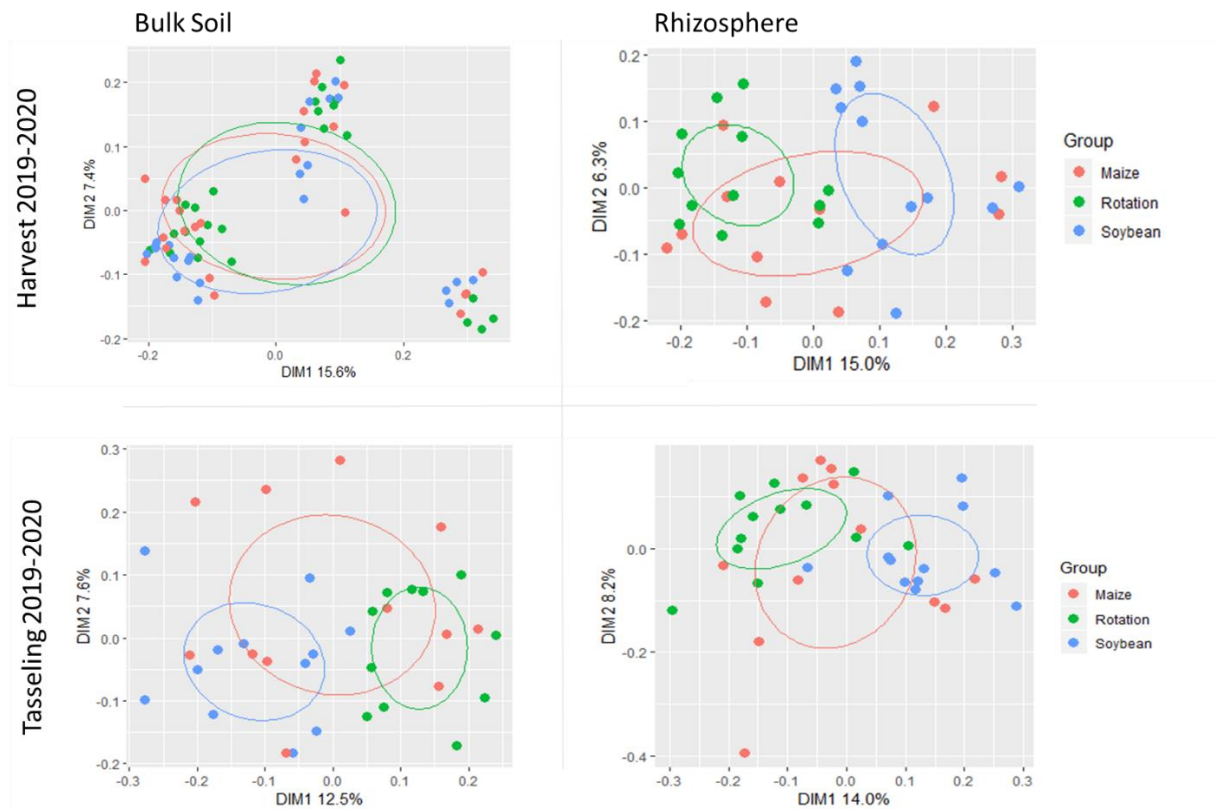 Bulk Soil
Rhizosphere
Harvest 2019-2020
DIM2 7.4%
0.2
0.1
0.0
-0.1
-0.2
-0.2 0.0 0.2
DIM1 15.6%
DIM2 6.3%
0.2
0.1
0.0
-0.1
-0.2
-0.2 -0.1 0.0 0.1 0.2 0.3
DIM1 15.0%
Group
Maize
Rotation
Soybean
Tasseling 2019-2020
DIM2 7.6%
0.3
0.2
0.1
0.0
-0.1
-0.2
-0.3 -0.2 -0.1 0.0 0.1 0.2
DIM1 12.5%
DIM2 8.2%
0.0
-0.2
-0.4
-0.3 -0.2 -0.1 0.0 0.1 0.2 0.3
DIM1 14.0%
Group
Maize
Rotation
Soybean